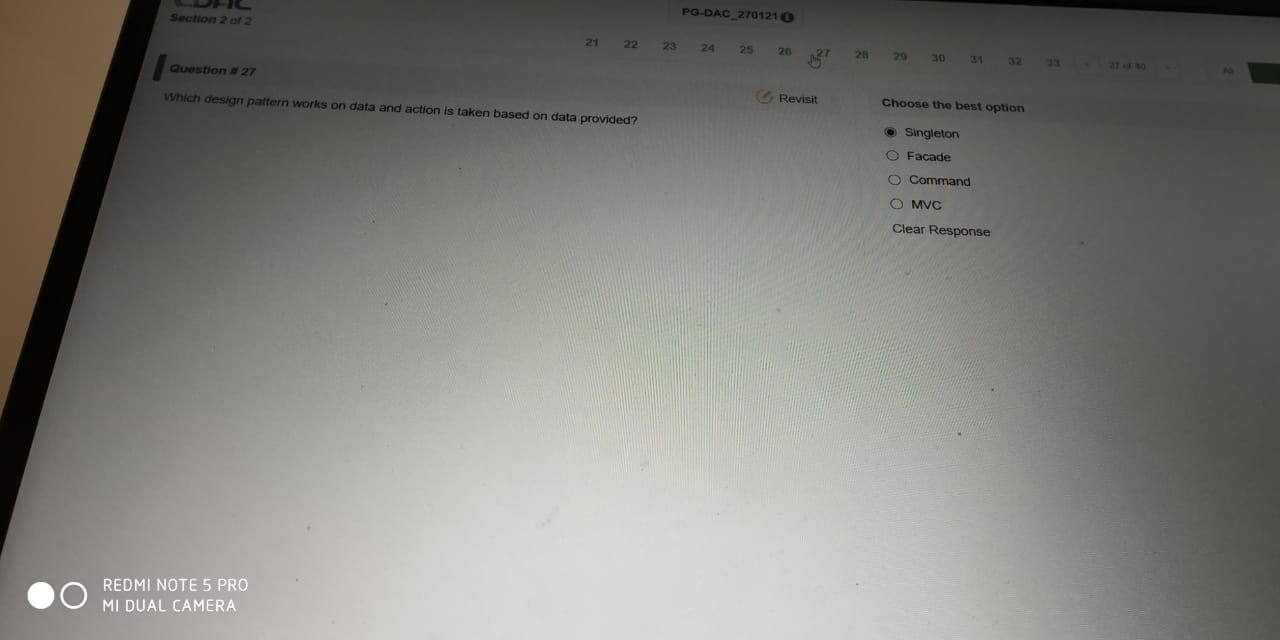 CDAC
PG-DAC_270121
Section 2 of 2
21 22 23 24 25 26 27 28 29 30 31 32 33 27 of 40 All
Question # 27
Revisit
Which design pattern works on data and action is taken based on data provided?
Choose the best option
Singleton
Facade
Command
MVC
Clear Response
REDMI NOTE 5 PRO
MI DUAL CAMERA